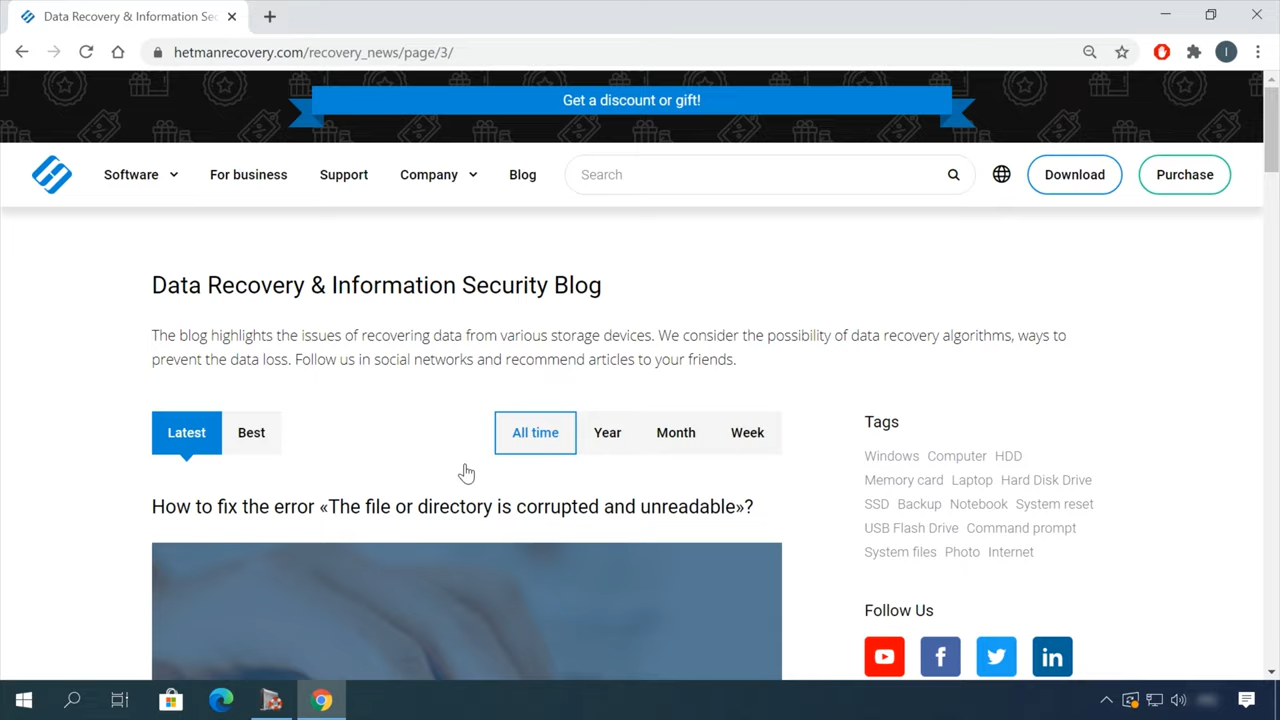 Data Recovery & Information Sec
hetmanrecovery.com/recovery_news/page/3/
I
Get a discount or gift!
Software
For business
Support
Company
Blog
Search
Download
Purchase
Data Recovery & Information Security Blog
The blog highlights the issues of recovering data from various storage devices. We consider the possibility of data recovery algorithms, ways to
prevent the data loss. Follow us in social networks and recommend articles to your friends.
Latest
Best
All time
Year
Month
Week
Tags
Windows Computer HDD
Memory card Laptop Hard Disk Drive
SSD Backup Notebook System reset
USB Flash Drive Command prompt
System files Photo Internet
How to fix the error «The file or directory is corrupted and unreadable»?
Follow Us